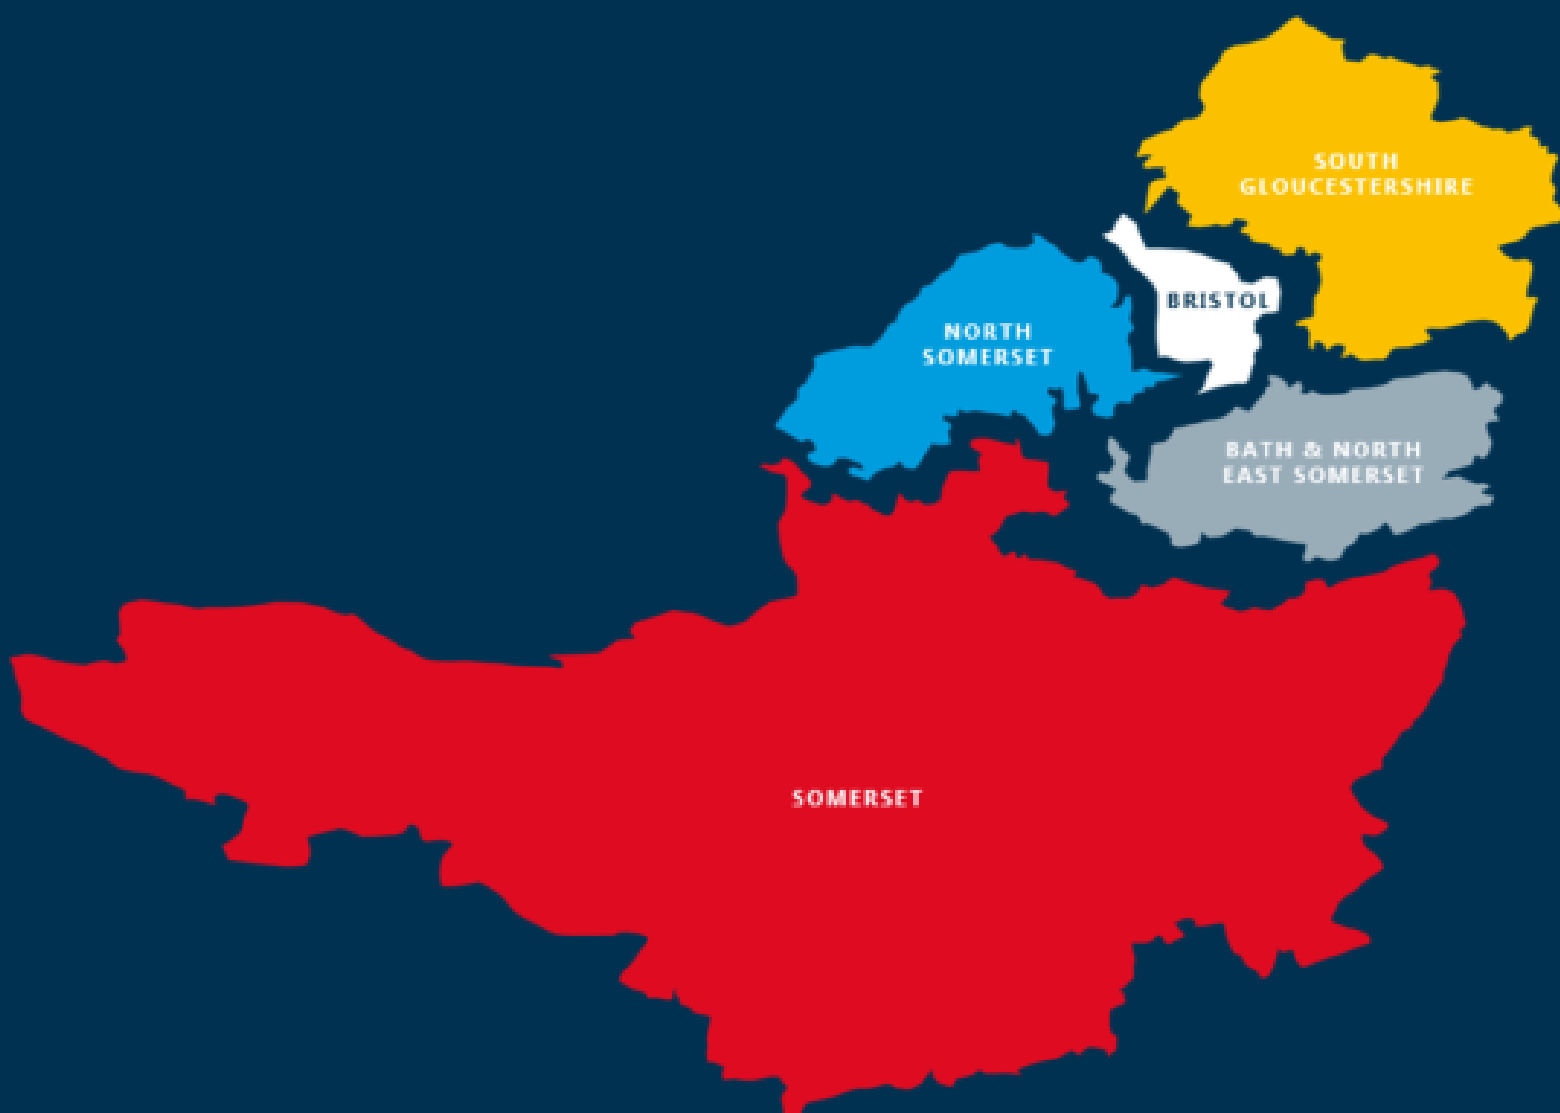 SOUTH
GLOUCESTERSHIRE
BRISTOL
NORTH
SOMERSET
BATH & NORTH
EAST SOMERSET
SOMERSET